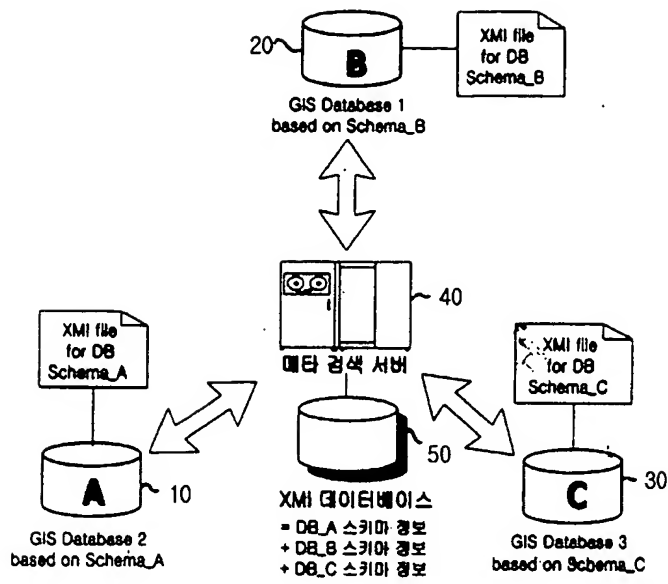 20
B
XMI file
for DB
Schema_B
GIS Database 1
based on Schema_B
40
메타 검색 서버
XMI file
for DB
Schema_A
A
10
GIS Database 2
based on Schema_A
50
XMI 데이터베이스
= DB_A 스키마 정보
+ DB_B 스키마 정보
+ DB_C 스키마 정보
XMI file
for DB
Schema_C
C
30
GIS Database 3
based on Schema_C